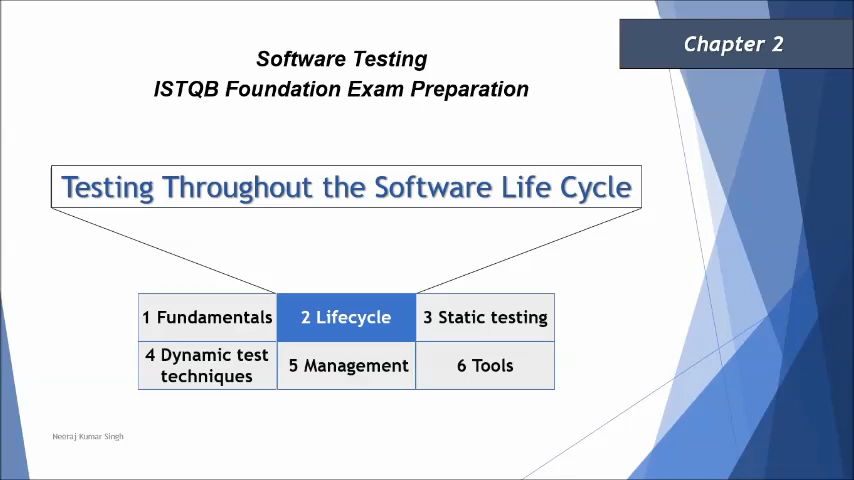 Chapter 2
Software Testing
ISTQB Foundation Exam Preparation
Testing Throughout the Software Life Cycle
1 Fundamentals
2 Lifecycle
3 Static testing
4 Dynamic test
techniques
5 Management
6 Tools
Neeraj Kumar Singh